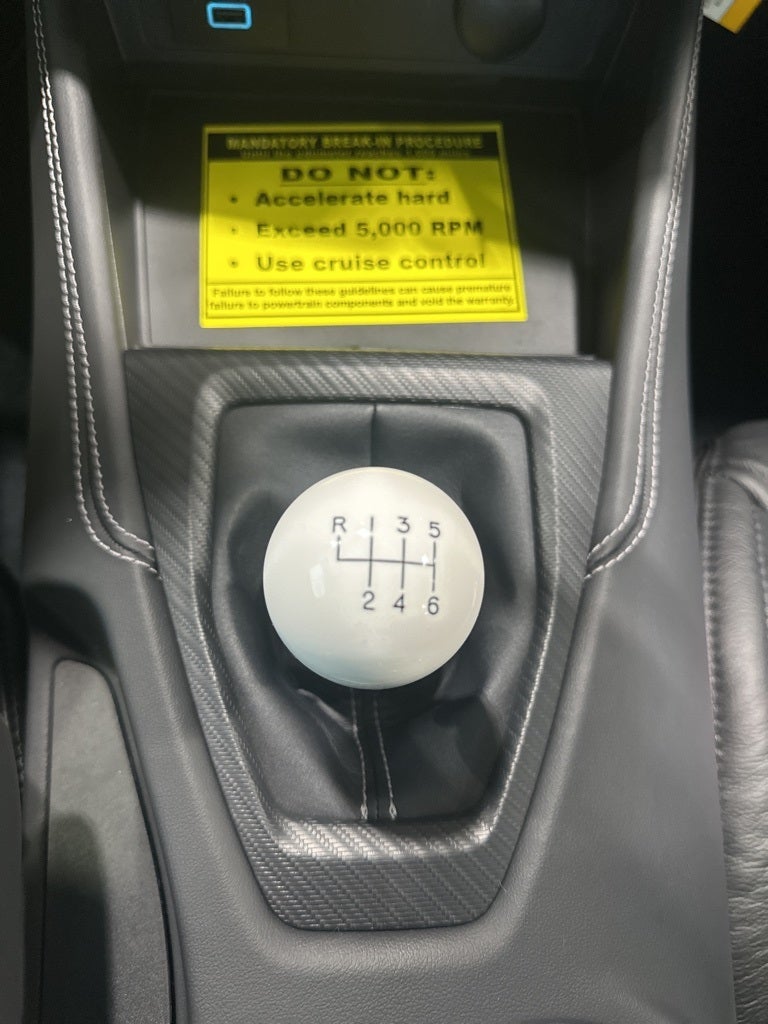 MANDATORY BREAK-IN PROCEDURE
DO NOT:
• Accelerate hard
• Exceed 5,000 RPM
• Use cruise control
Failure to follow these guidelines can cause premature
failure to powertrain components and void the warranty.
R 1 3 5
2 4 6